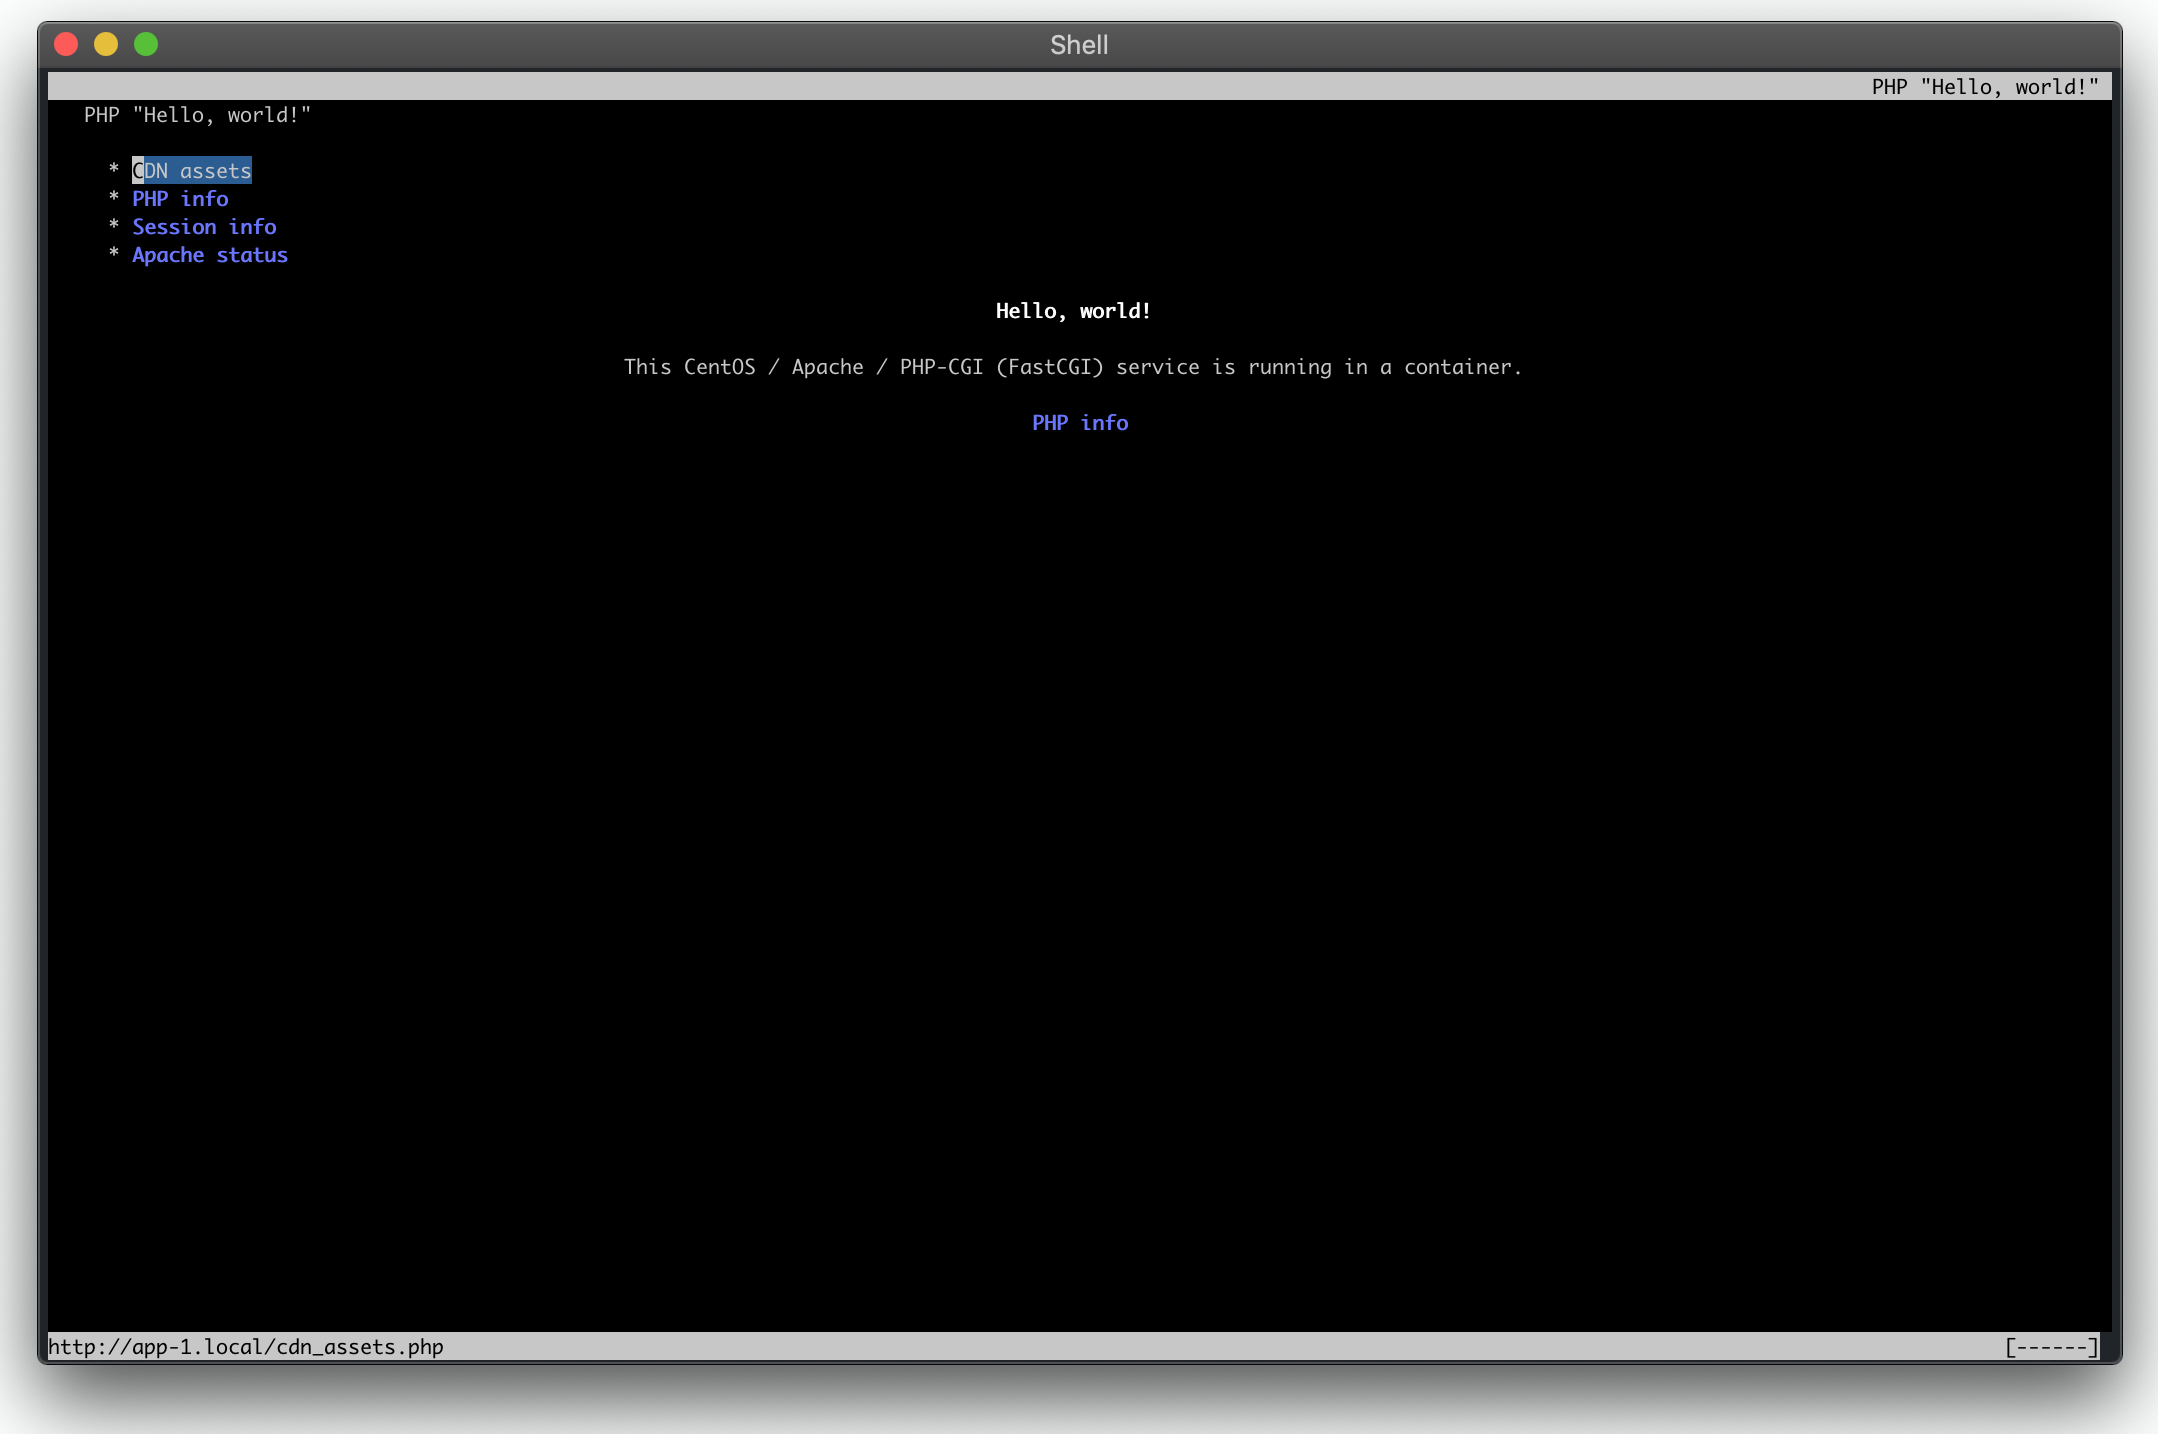 Shell
PHP "Hello, world!"
PHP "Hello, world!"
* CDN assets
* PHP info
* Session info
* Apache status
Hello, world!
This CentOS / Apache / PHP-CGI (FastCGI) service is running in a container.
PHP info
http://app-1.local/cdn_assets.php [------]